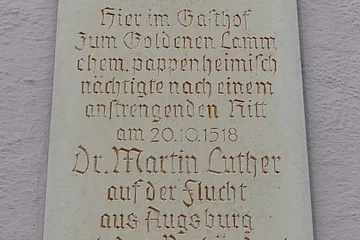 Hier im Gasthof
Zum Goldenen Lamm
ehem. pappenheimisch
nächtigte nach einem
anstrengenden Ritt
am 20.10.1518
Dr. Martin Luther
auf der Flucht
aus Augsburg